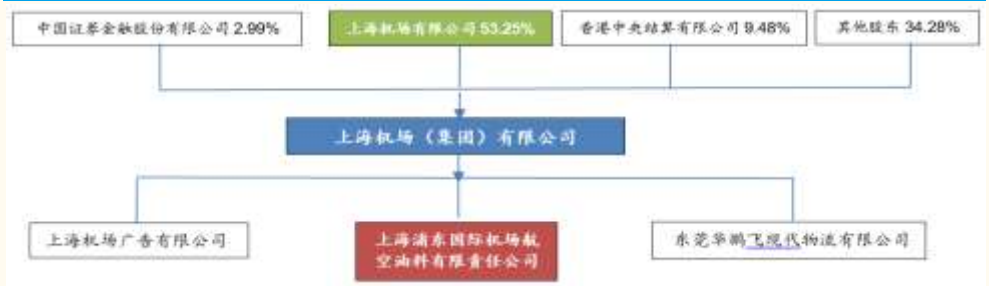 中国证券金融股份有限公司 2.99%
上海机场有限公司 53.25%
香港中央结算有限公司 9.48%
其他股东 34.28%
上海机场（集团）有限公司
上海机场广告有限公司
上海浦东国际机场航
空油料有限责任公司
东莞华鹏飞现代物流有限公司